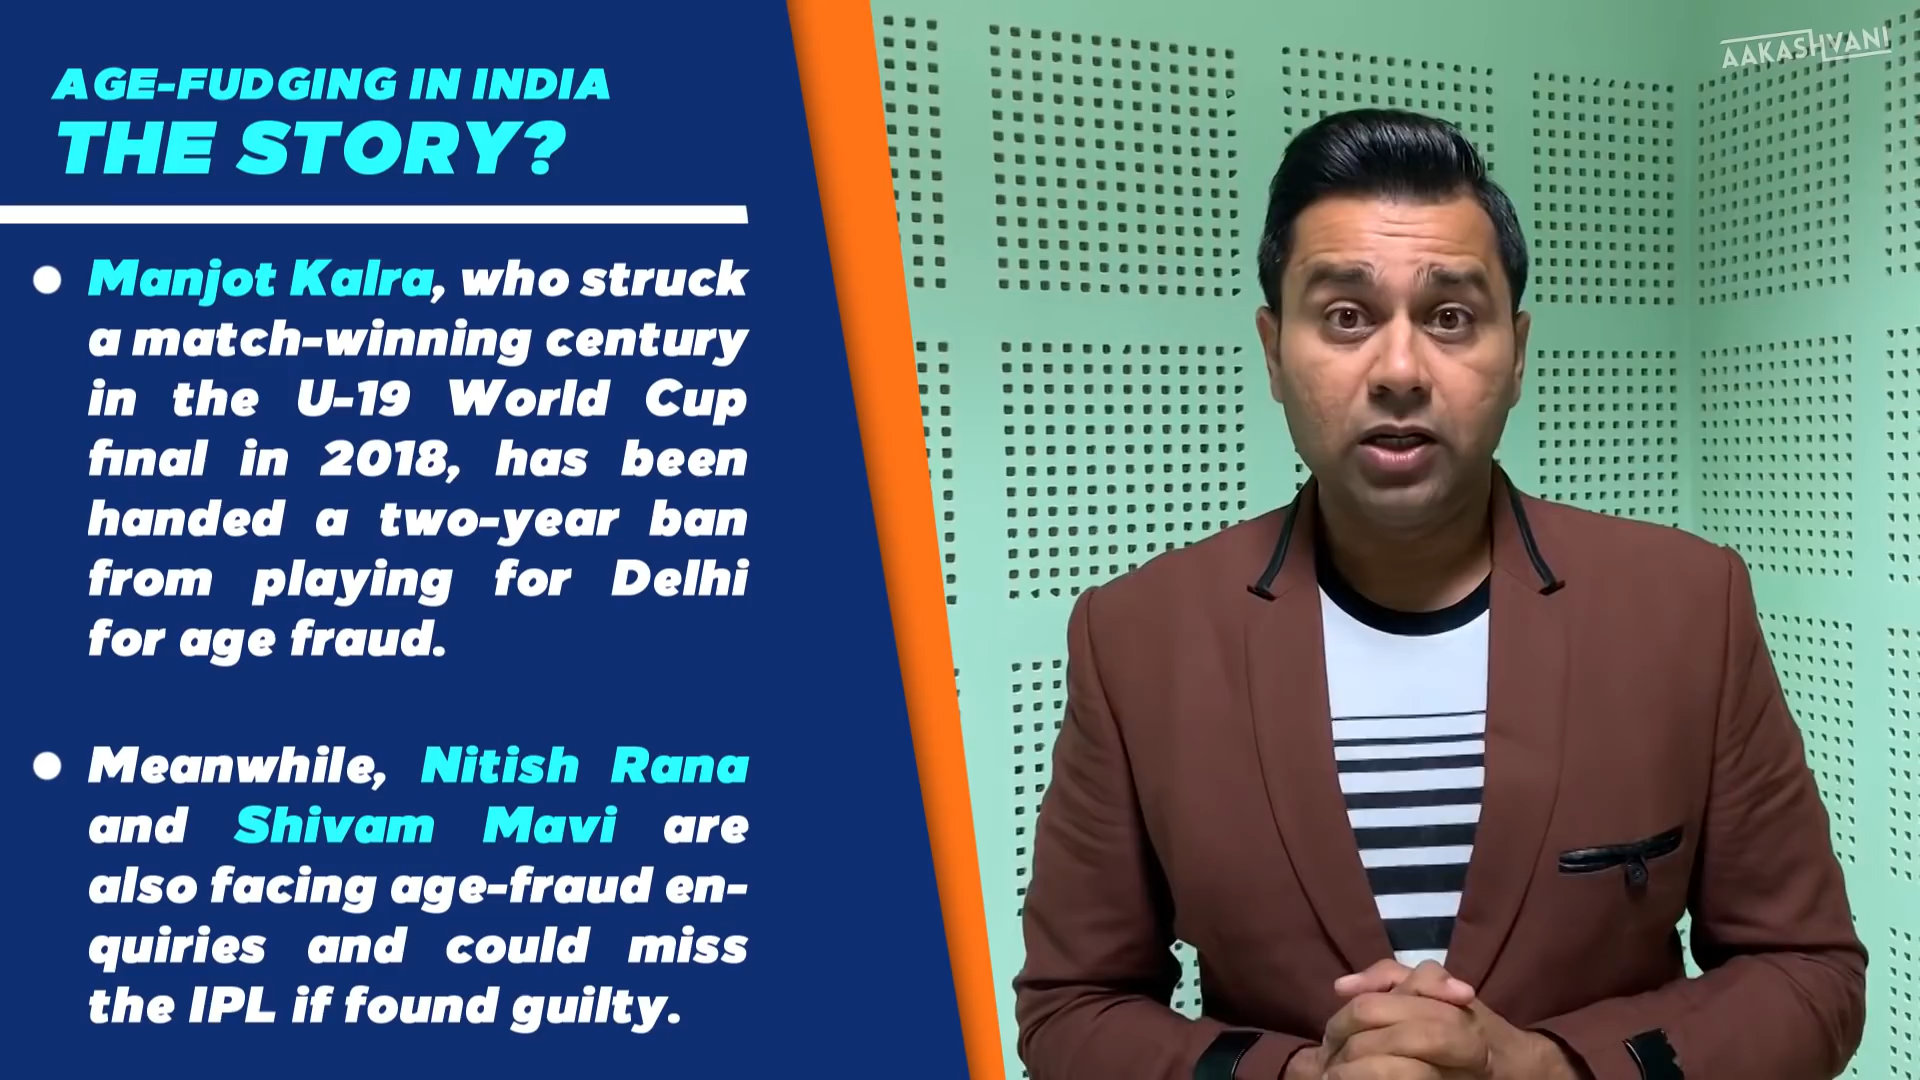 AGE-FUDGING IN INDIA
THE STORY?
Manjot Kalra, who struck
a match-winning century
in the U-19 World Cup
final in 2018, has been
handed a two-year ban
from playing for Delhi
for age fraud.
Meanwhile, Nitish Rana
and Shivam Mavi are
also facing age-fraud en-
quiries and could miss
the IPL if found guilty.
AAKASHVANI